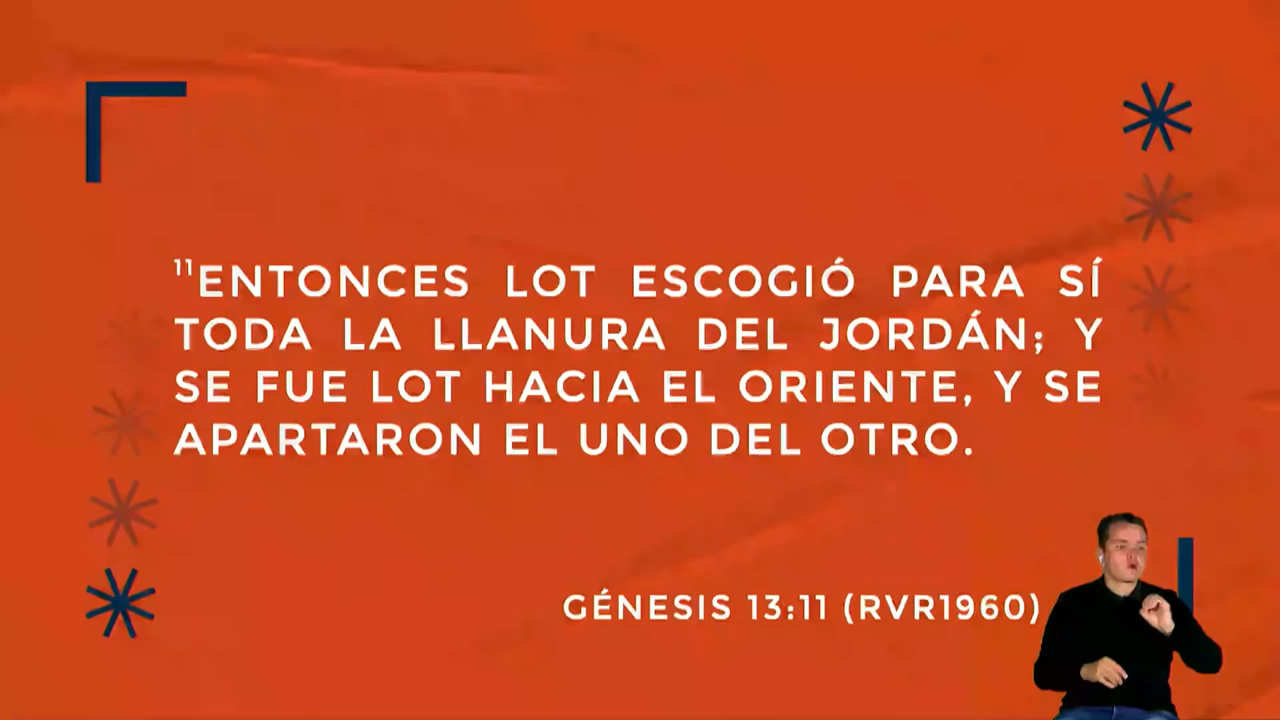 ¹¹ENTONCES LOT ESCOGIÓ PARA SÍ
TODA LA LLANURA DEL JORDÁN; Y
SE FUE LOT HACIA EL ORIENTE, Y SE
APARTARON EL UNO DEL OTRO.
GÉNESIS 13:11 (RVR1960)